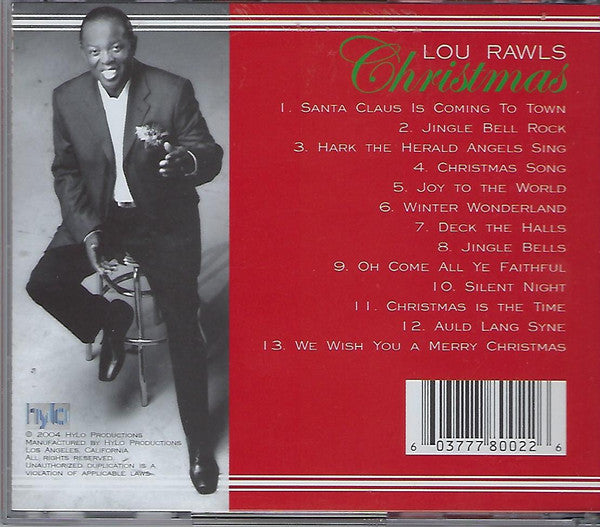 LOU RAWLS
Christmas
1. SANTA CLAUS IS COMING TO TOWN
2. JINGLE BELL ROCK
3. HARK THE HERALD ANGELS SING
4. CHRISTMAS SONG
5. JOY TO THE WORLD
6. WINTER WONDERLAND
7. DECK THE HALLS
8. JINGLE BELLS
9. OH COME ALL YE FAITHFUL
10. SILENT NIGHT
11. CHRISTMAS IS THE TIME
12. AULD LANG SYNE
13. WE WISH YOU A MERRY CHRISTMAS
hylo
© 2004 HYLO PRODUCTIONS
MANUFACTURED BY HYLO PRODUCTIONS
LOS ANGELES, CALIFORNIA
ALL RIGHTS RESERVED.
UNAUTHORIZED DUPLICATION IS A
VIOLATION OF APPLICABLE LAWS.
6 03777 80022 6